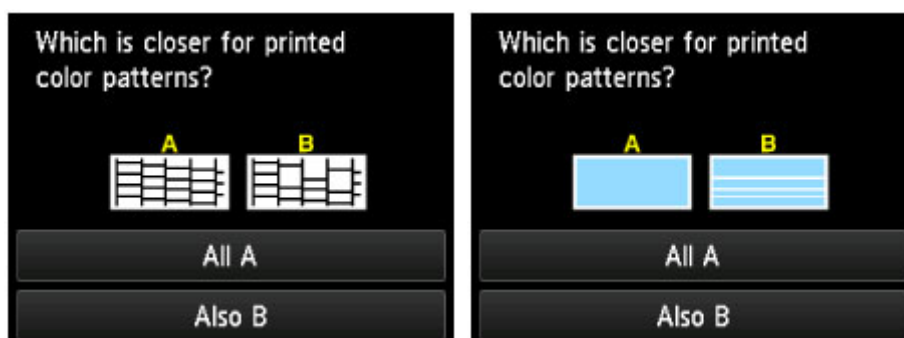 Which is closer for printed
color patterns?
A B
All A
Also B
Which is closer for printed
color patterns?
A B
All A
Also B